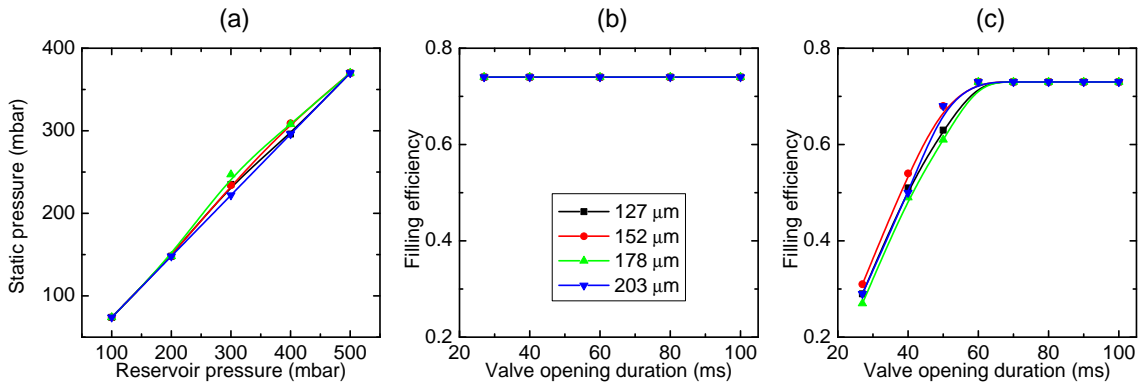 (a)
(b)
(c)
Static pressure (mbar)
400
300
200
100
100 200 300 400 500
Reservoir pressure (mbar)
Filling efficiency
0.8
0.6
0.4
0.2
127 μm
152 μm
178 μm
203 μm
20 40 60 80 100
Valve opening duration (ms)
Filling efficiency
0.8
0.6
0.4
0.2
20 40 60 80 100
Valve opening duration (ms)